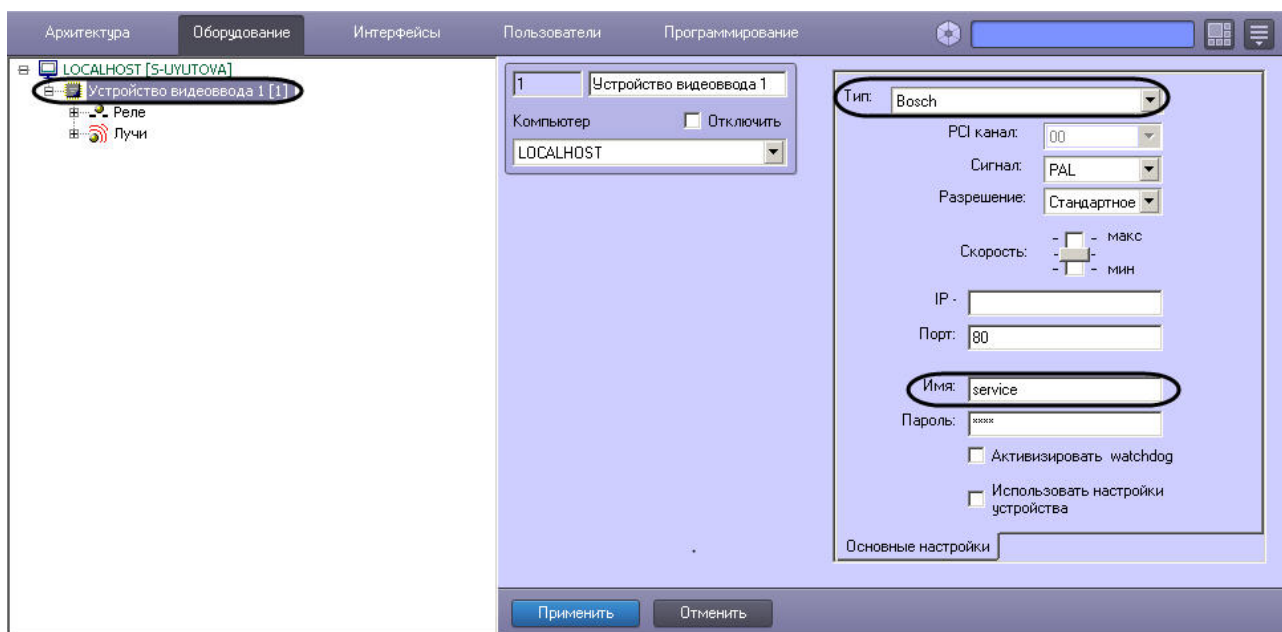 Архитектура Оборудование Интерфейсы Пользователи Программирование
LOCALHOST [S-UYUTOVA]
Устройство видеоввода 1 [1]
Реле
Лучи
1 Устройство видеоввода 1
Компьютер Отключить
LOCALHOST
Тип: Bosch
PCI канал: 00
Сигнал: PAL
Разрешение: Стандартное
макс
Скорость:
мин
IP -
Порт: 80
Имя: service
Пароль: ****
Активизировать watchdog
Использовать настройки
устройства
Основные настройки
Применить Отменить